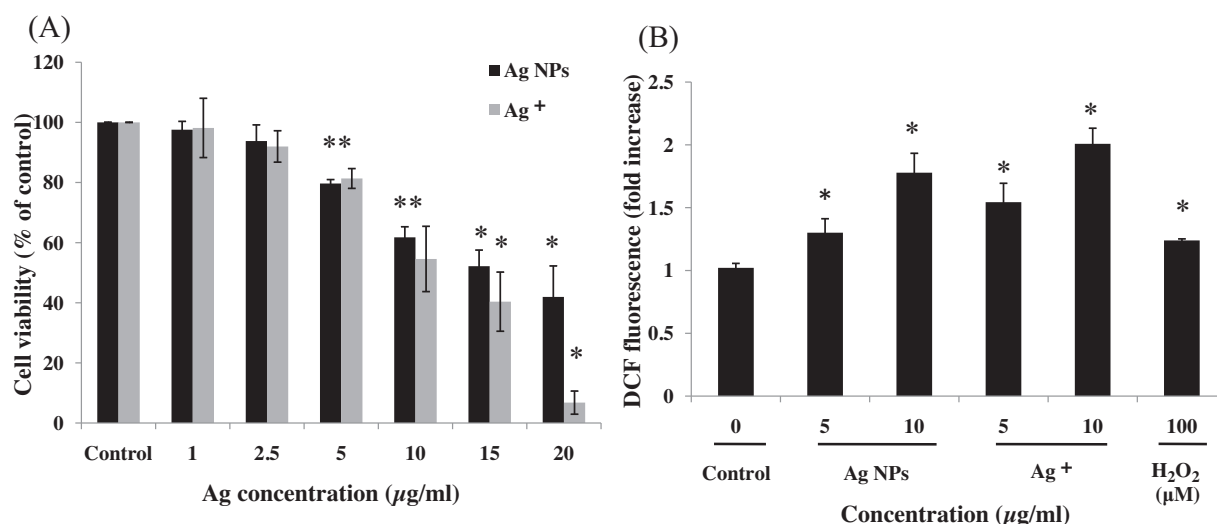 (A)
120
100
80
60
40
20
0
Cell viability (% of control)
Ag NPs
Ag +
**
**
*
*
*
*
Control 1 2.5 5 10 15 20
Ag concentration (µg/ml)
(B)
2.5
2
1.5
1
0.5
0
DCF fluorescence (fold increase)
*
*
*
*
*
0 5 10 5 10 100
Control Ag NPs Ag + H₂O₂
(µM)
Concentration (µg/ml)